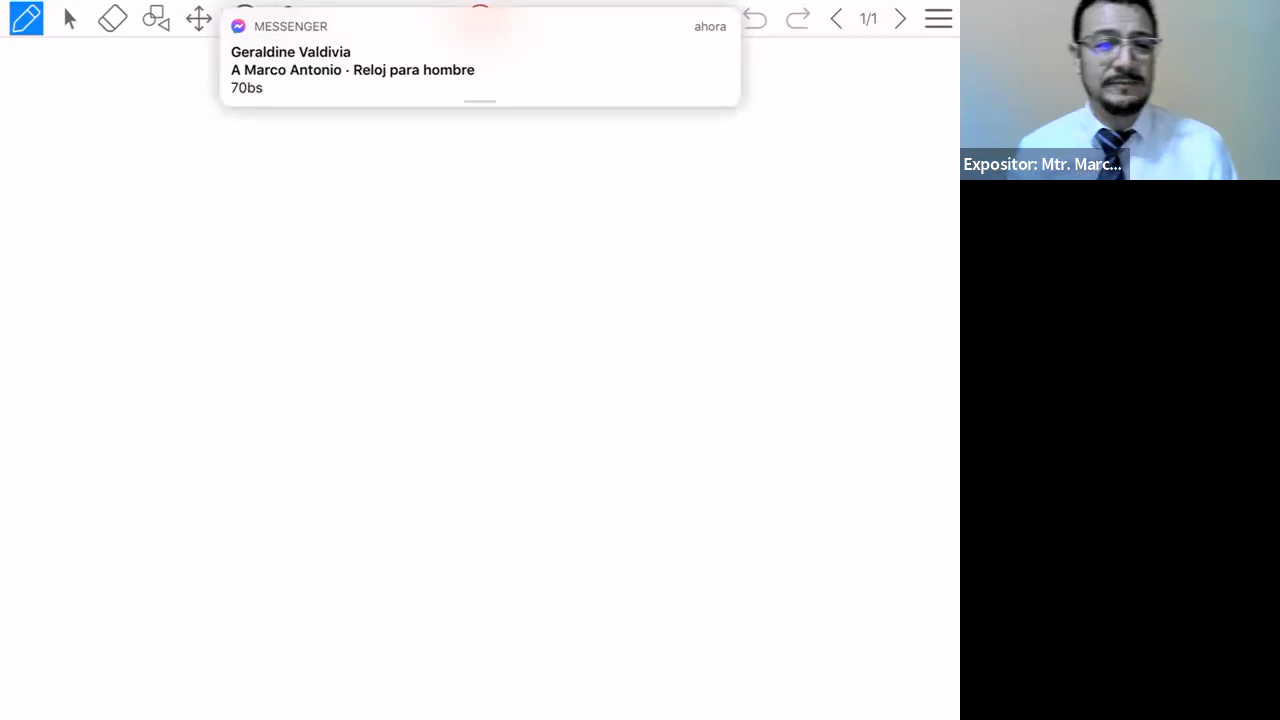 MESSENGER
ahora
Geraldine Valdivia
A Marco Antonio · Reloj para hombre
70bs
1/1
Expositor: Mtr. Marc...